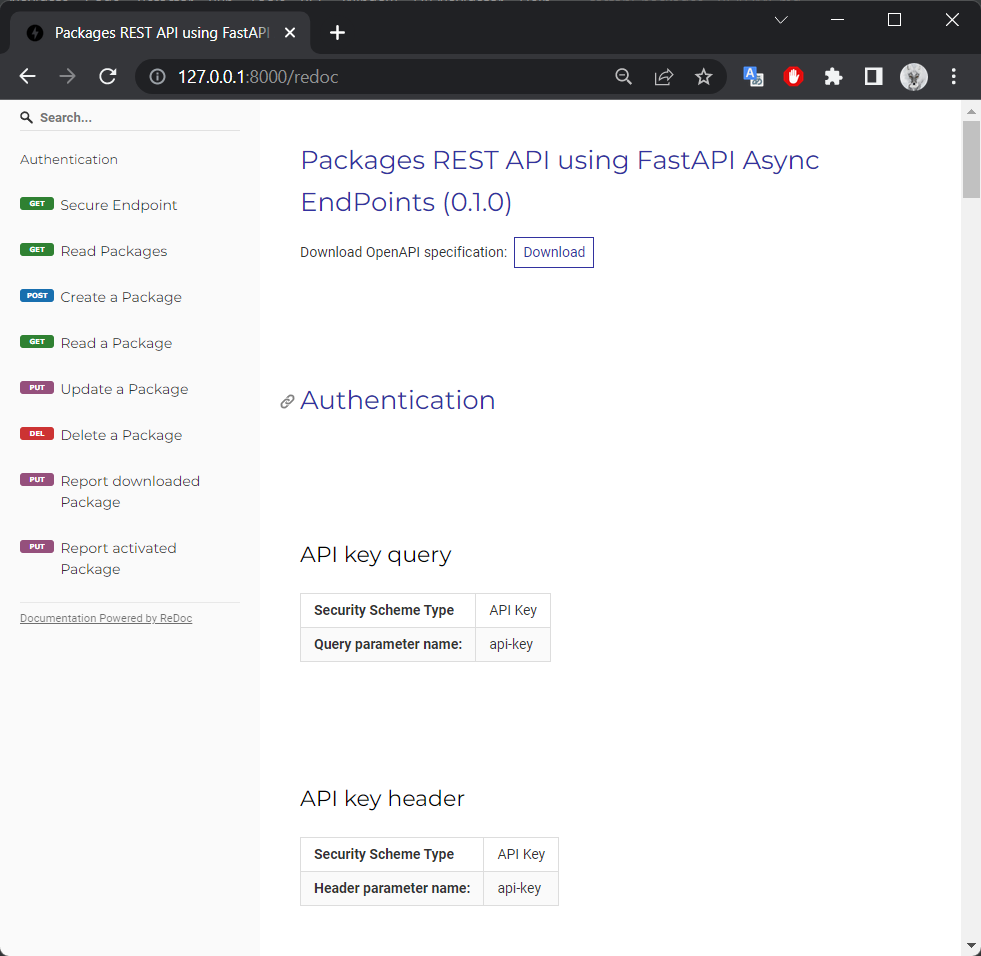 Packages REST API using FastAPI
127.0.0.1:8000/redoc
Search...
Authentication
GET Secure Endpoint
GET Read Packages
POST Create a Package
GET Read a Package
PUT Update a Package
DEL Delete a Package
PUT Report downloaded
Package
PUT Report activated
Package
Documentation Powered by ReDoc
Packages REST API using FastAPI Async
EndPoints (0.1.0)
Download OpenAPI specification: Download
Authentication
API key query
Security Scheme Type API Key
Query parameter name: api-key
API key header
Security Scheme Type API Key
Header parameter name: api-key